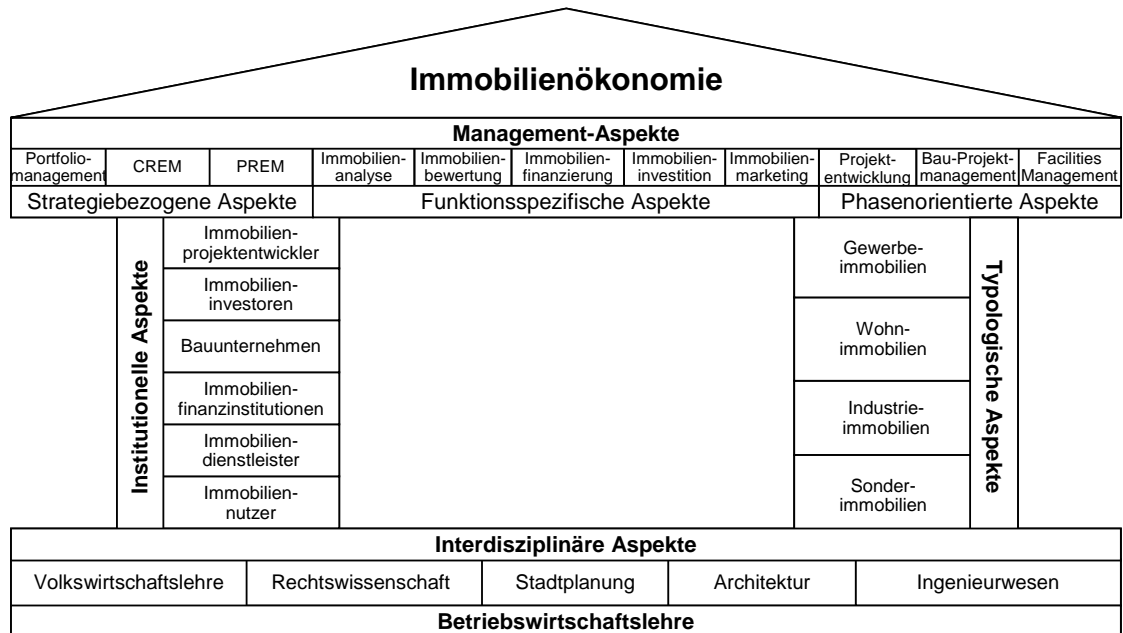 Immobilienökonomie
Management-Aspekte
Portfolio-
management
CREM
PREM
Immobilien-
analyse
Immobilien-
bewertung
Immobilien-
finanzierung
Immobilien-
investition
Immobilien-
marketing
Projekt-
entwicklung
Bau-Projekt-
management
Facilities
Management
Strategiebezogene Aspekte
Funktionsspezifische Aspekte
Phasenorientierte Aspekte
Institutionelle Aspekte
Immobilien-
projektentwickler
Immobilien-
investoren
Bauunternehmen
Immobilien-
finanzinstitutionen
Immobilien-
dienstleister
Immobilien-
nutzer
Gewerbe-
immobilien
Wohn-
immobilien
Industrie-
immobilien
Sonder-
immobilien
Typologische Aspekte
Interdisziplinäre Aspekte
Volkswirtschaftslehre
Rechtswissenschaft
Stadtplanung
Architektur
Ingenieurwesen
Betriebswirtschaftslehre